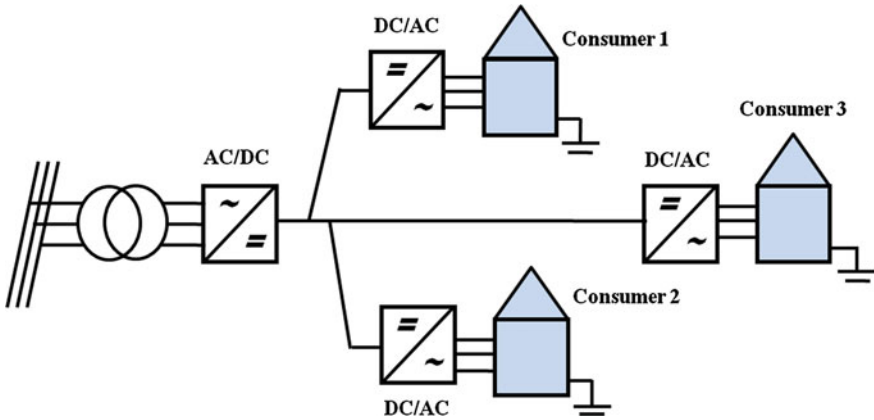 DC/AC
Consumer 1
Consumer 3
AC/DC
DC/AC
Consumer 2
DC/AC